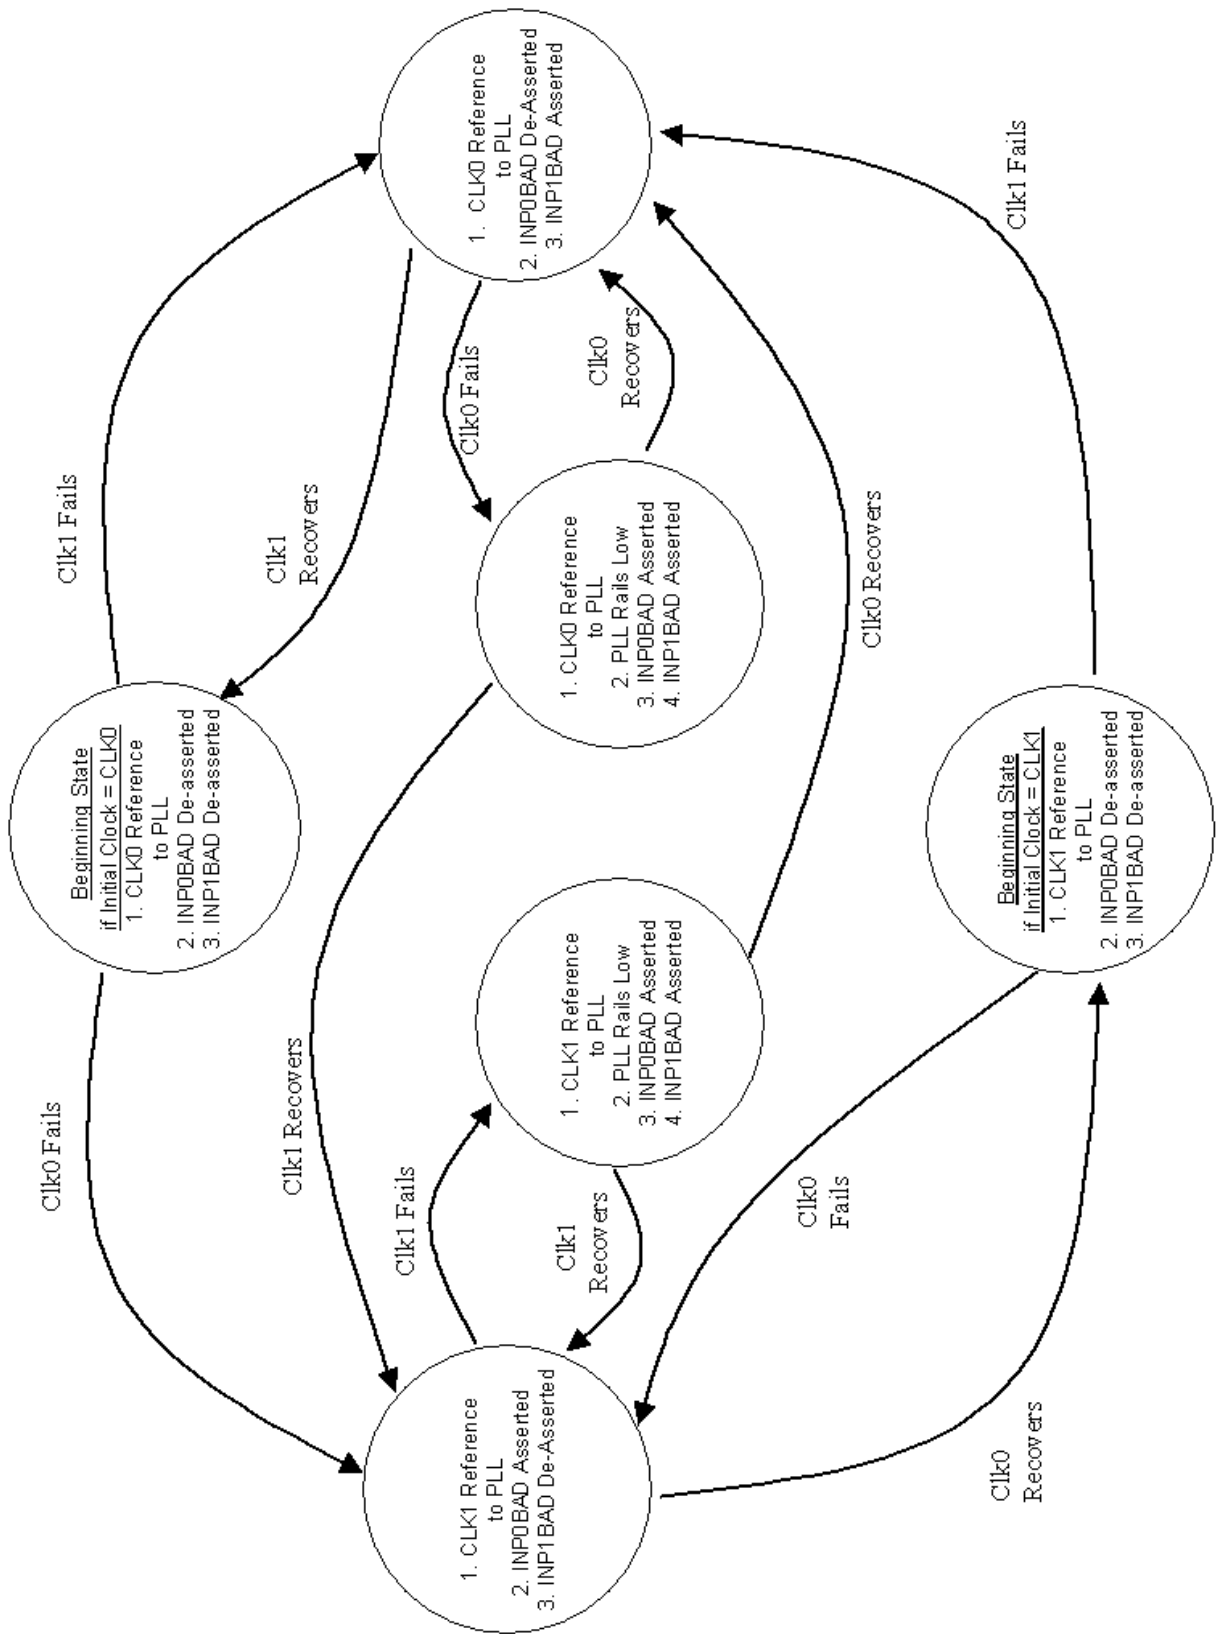 Clk0 Fails
Clk1 Fails
Beginning State
if Initial Clock = CLK0
1. CLK0 Reference
to PLL
2. INP0BAD De-asserted
3. INP1BAD De-asserted
Clk1
Recovers
Clk1 Recovers
1. CLK1 Reference
to PLL
2. INP0BAD Asserted
3. INP1BAD De-Asserted
Clk1 Fails
Clk1
Recovers
1. CLK1 Reference
to PLL
2. PLL Rails Low
3. INP0BAD Asserted
4. INP1BAD Asserted
1. CLK0 Reference
to PLL
2. PLL Rails Low
3. INP0BAD Asserted
4. INP1BAD Asserted
Clk0 Fails
Clk0
Recovers
1. CLK0 Reference
to PLL
2. INP0BAD De-Asserted
3. INP1BAD Asserted
Clk0
Fails
Clk0 Recovers
Clk0
Recovers
Beginning State
if Initial Clock = CLK1
1. CLK1 Reference
to PLL
2. INP0BAD De-asserted
3. INP1BAD De-asserted
Clk1 Fails